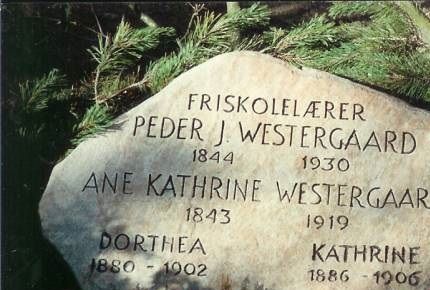 FRISKOLELÆRER
PEDER J. WESTERGAARD
1844 1930
ANE KATHRINE WESTERGAAR
1843 1919
DORTHEA KATHRINE
1880 - 1902 1886 - 1906